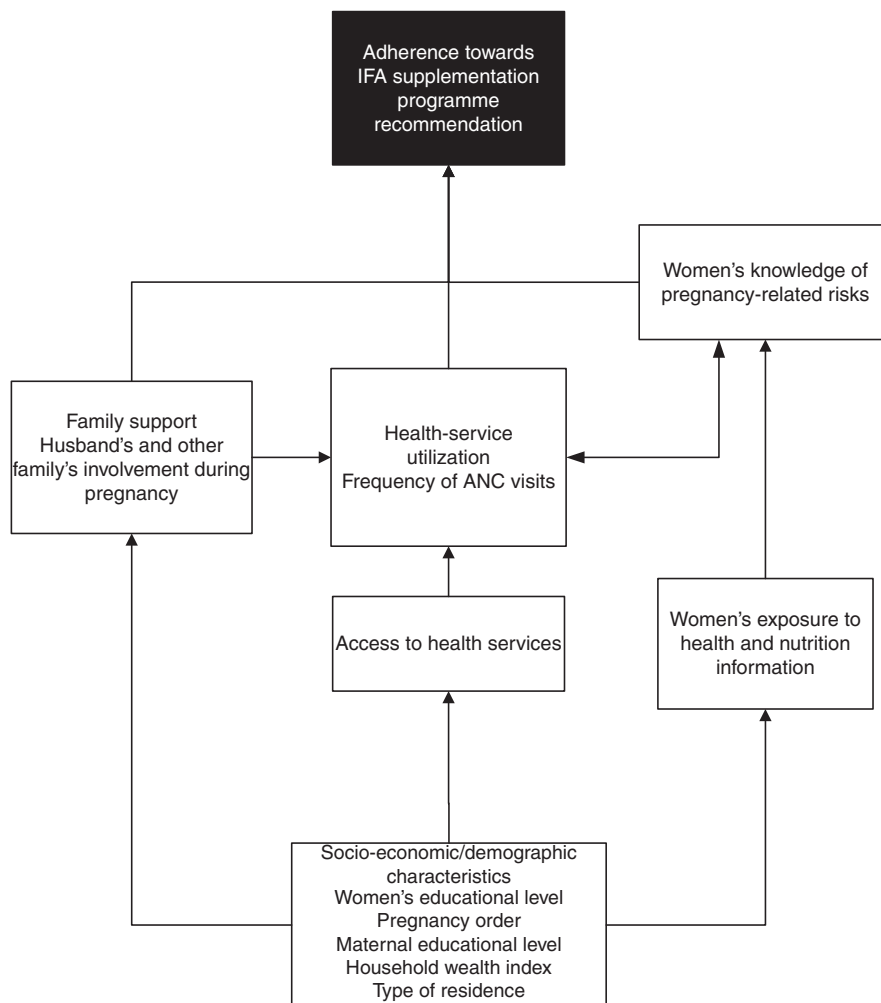 Adherence towards
IFA supplementation
programme
recommendation
Women's knowledge of
pregnancy-related risks
Family support
Husband's and other
family's involvement during
pregnancy
Health-service
utilization
Frequency of ANC visits
Access to health services
Women's exposure to
health and nutrition
information
Socio-economic/demographic
characteristics
Women's educational level
Pregnancy order
Maternal educational level
Household wealth index
Type of residence